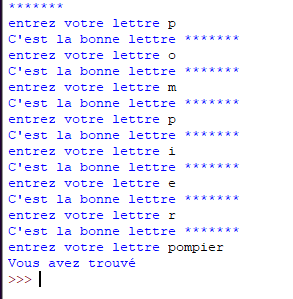 *******
entrez votre lettre p
C'est la bonne lettre *******
entrez votre lettre o
C'est la bonne lettre *******
entrez votre lettre m
C'est la bonne lettre *******
entrez votre lettre p
C'est la bonne lettre *******
entrez votre lettre i
C'est la bonne lettre *******
entrez votre lettre e
C'est la bonne lettre *******
entrez votre lettre r
C'est la bonne lettre *******
entrez votre lettre pompier
Vous avez trouvé
>>>